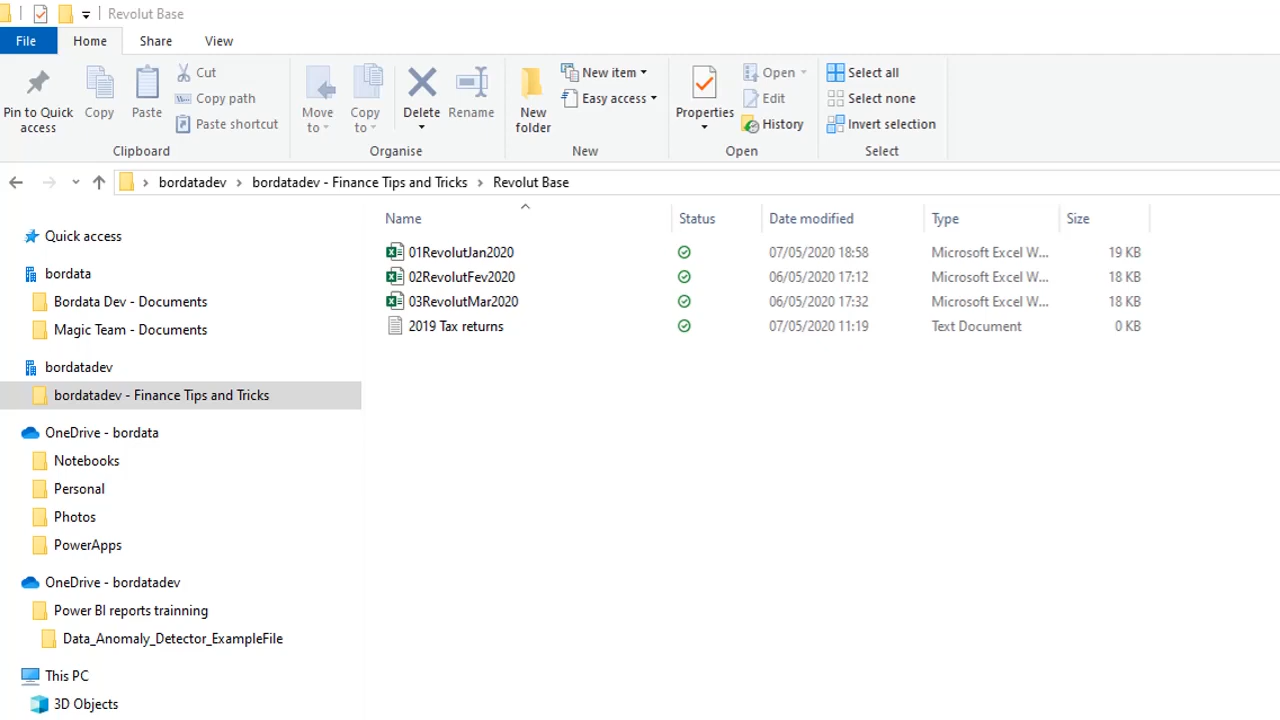 Revolut Base
File Home Share View
Pin to Quick access
Copy
Paste
Cut
Copy path
Paste shortcut
Clipboard
Move to
Copy to
Delete
Rename
Organise
New folder
New item
Easy access
New
Properties
Open
Edit
History
Open
Select all
Select none
Invert selection
Select
bordatadev › bordatadev - Finance Tips and Tricks › Revolut Base
Quick access
bordata
Bordata Dev - Documents
Magic Team - Documents
bordatadev
bordatadev - Finance Tips and Tricks
OneDrive - bordata
Notebooks
Personal
Photos
PowerApps
OneDrive - bordatadev
Power BI reports trainning
Data_Anomaly_Detector_ExampleFile
This PC
3D Objects
Name Status Date modified Type Size
01RevolutJan2020 07/05/2020 18:58 Microsoft Excel W... 19 KB
02RevolutFev2020 06/05/2020 17:12 Microsoft Excel W... 18 KB
03RevolutMar2020 06/05/2020 17:32 Microsoft Excel W... 18 KB
2019 Tax returns 07/05/2020 11:19 Text Document 0 KB